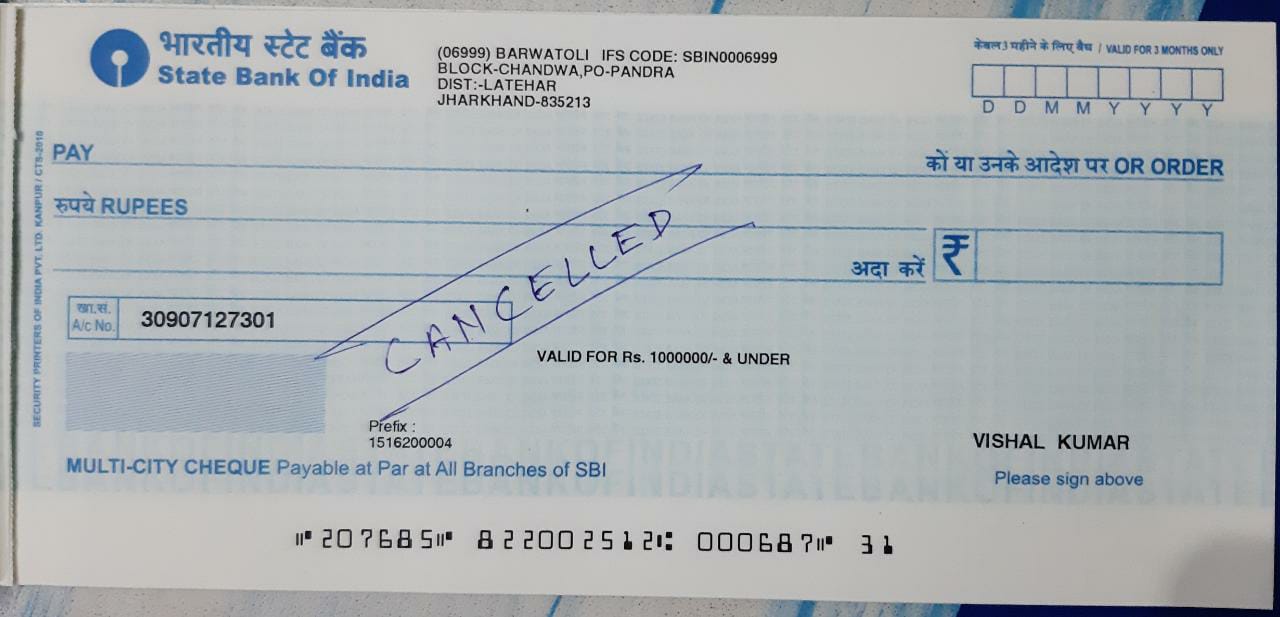 भारतीय स्टेट बैंक
State Bank Of India
(06999) BARWATOLI IFS CODE: SBIN0006999
BLOCK-CHANDWA,PO-PANDRA
DIST:-LATEHAR
JHARKHAND-835213
केवल 3 महीने के लिए वैध / VALID FOR 3 MONTHS ONLY
D D M M Y Y Y Y
PAY
कों या उनके आदेश पर OR ORDER
रुपये RUPEES
अदा करें ₹
CANCELLED
खा.सं.
A/c No. 30907127301
VALID FOR Rs. 1000000/- & UNDER
Prefix :
1516200004
VISHAL KUMAR
MULTI-CITY CHEQUE Payable at Par at All Branches of SBI
Please sign above
⑈207685⑈ 822002512⑆ 000687⑈ 31
SECURITY PRINTERS OF INDIA PVT. LTD. KANPUR / CTS-2010
BANKOFINDIASTATEBANKOFINDIASTATEBANKOFINDIASTATE